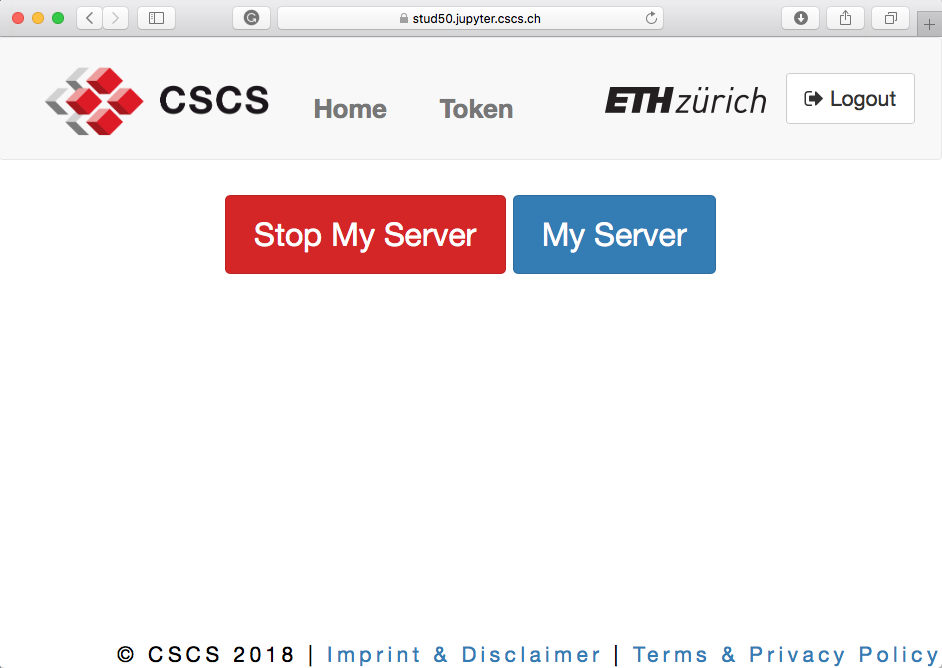 stud50.jupyter.cscs.ch
CSCS Home Token ETH zürich Logout
Stop My Server My Server
© CSCS 2018 | Imprint & Disclaimer | Terms & Privacy Policy